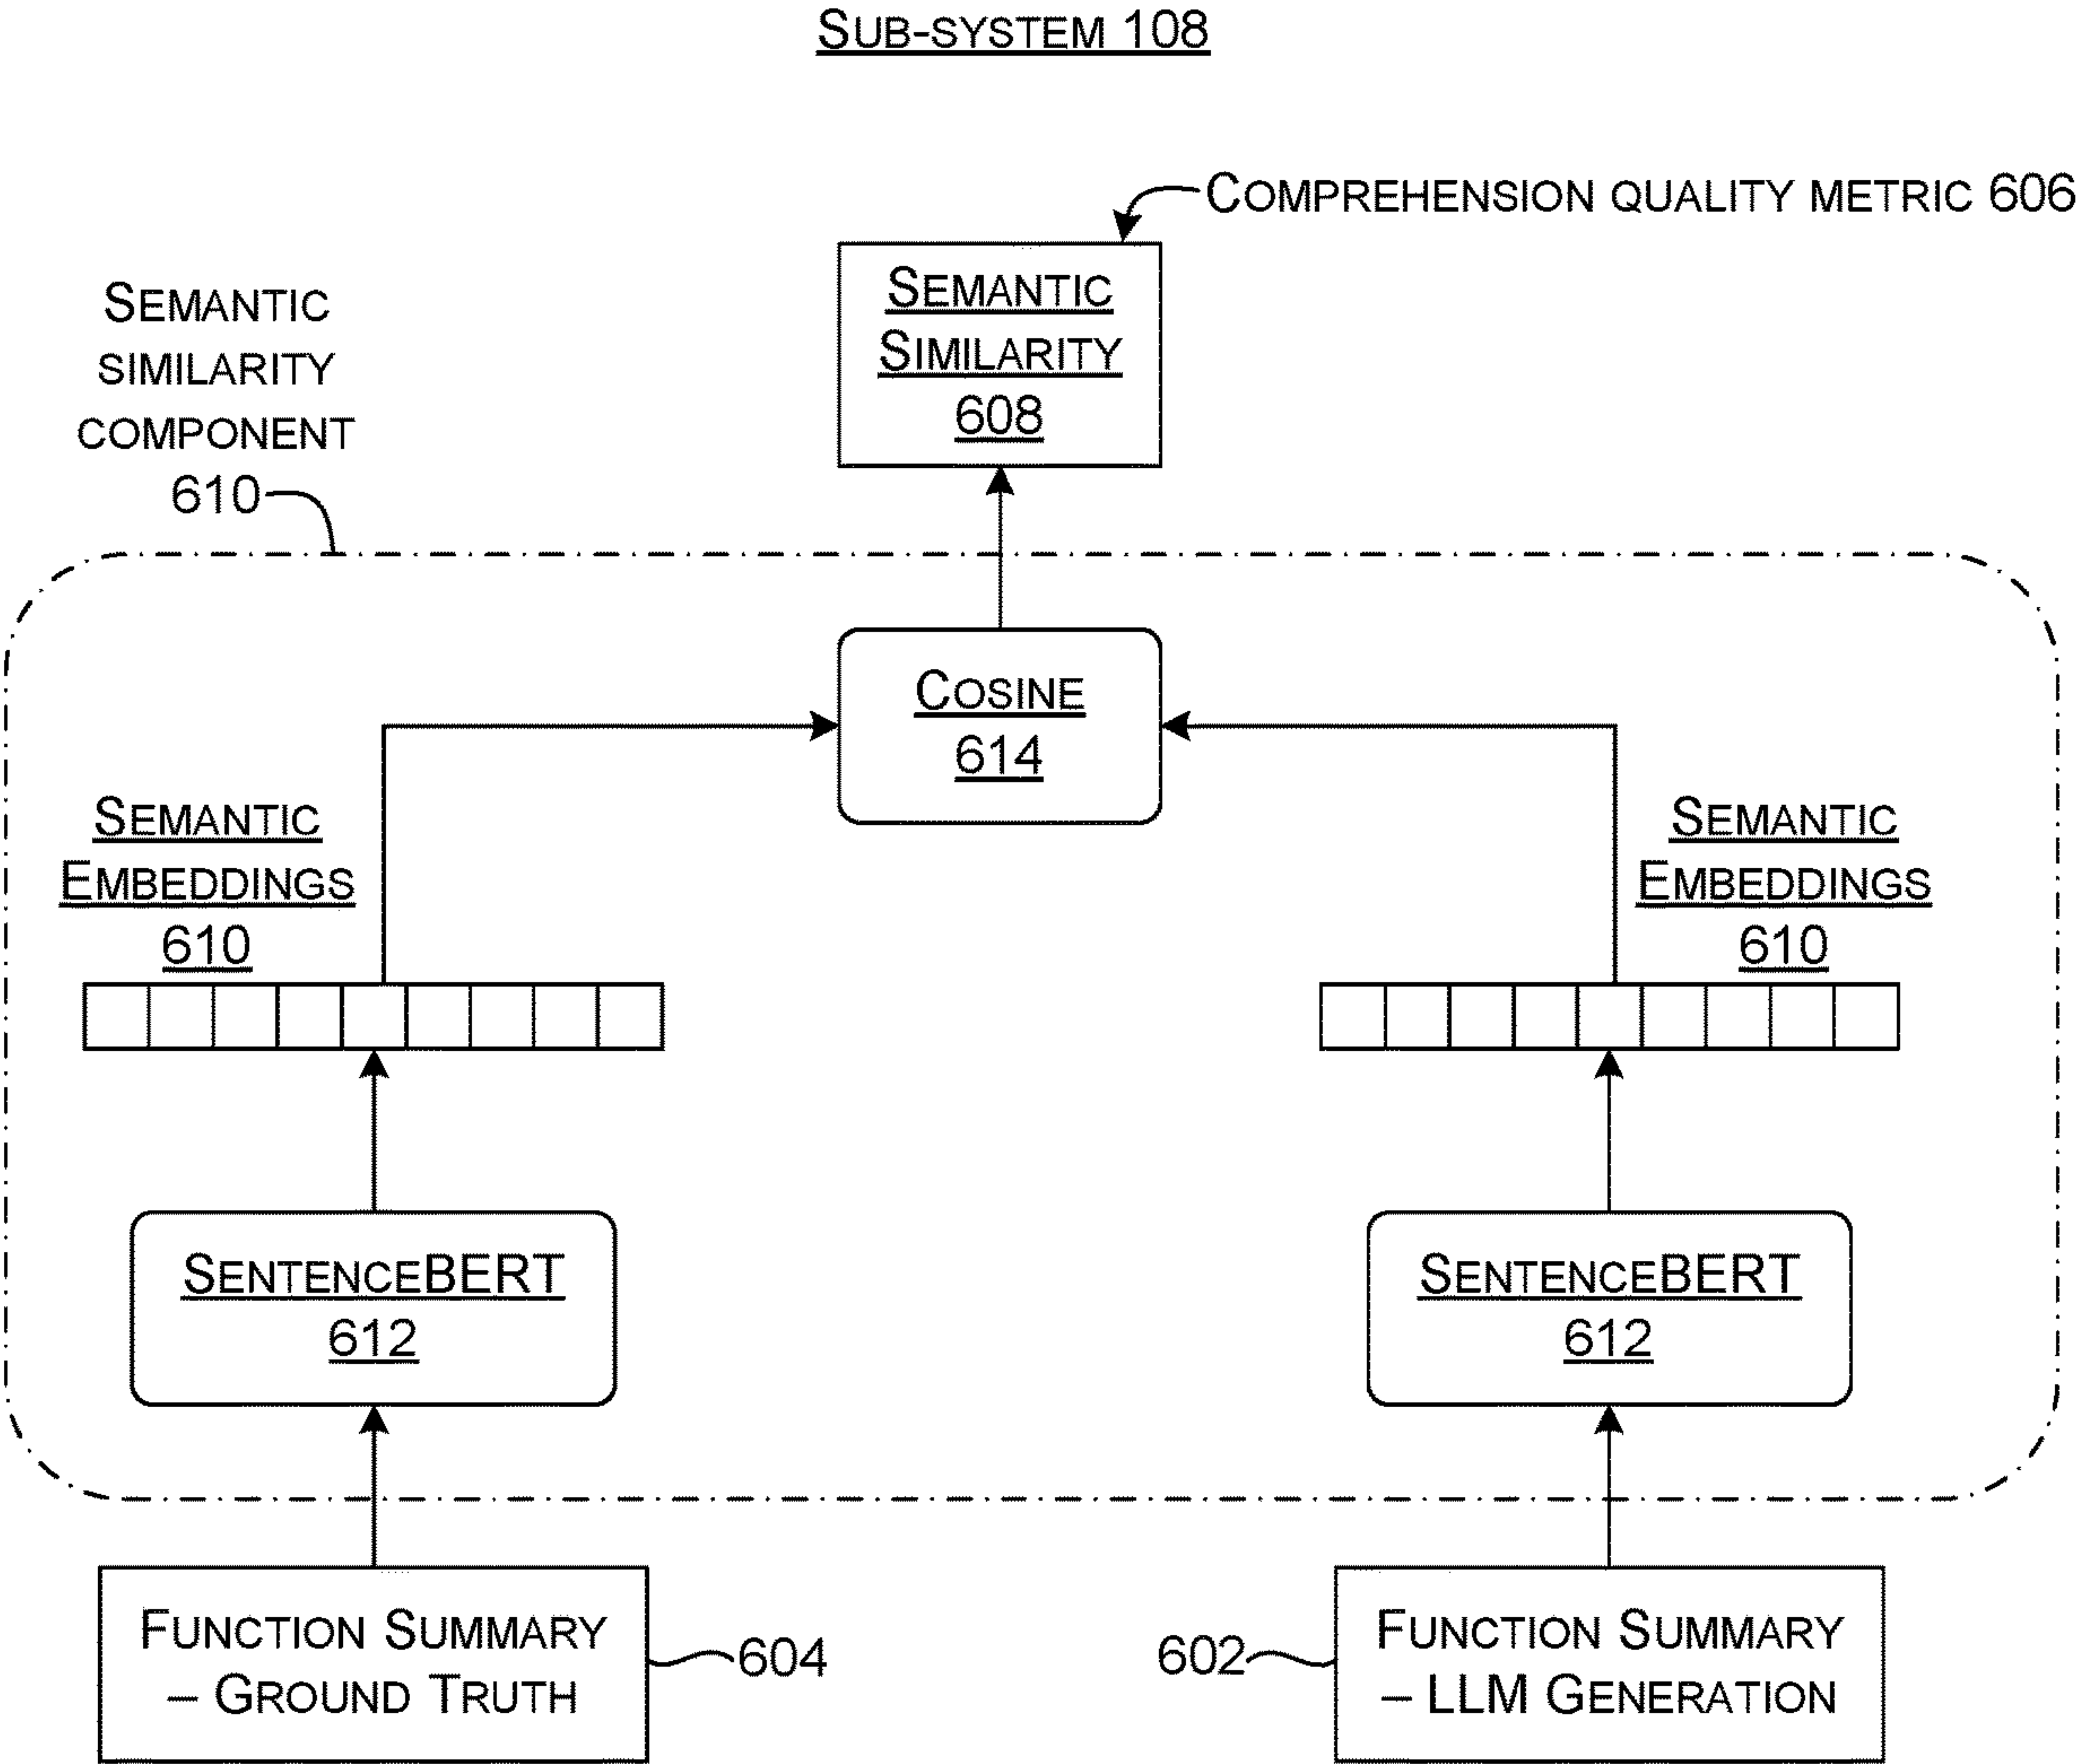 SUB-SYSTEM 108
COMPREHENSION QUALITY METRIC 606
SEMANTIC
SIMILARITY
608
SEMANTIC
SIMILARITY
COMPONENT
610
COSINE
614
SEMANTIC
EMBEDDINGS
610
SEMANTIC
EMBEDDINGS
610
SENTENCEBERT
612
SENTENCEBERT
612
FUNCTION SUMMARY
– GROUND TRUTH
604
602
FUNCTION SUMMARY
– LLM GENERATION